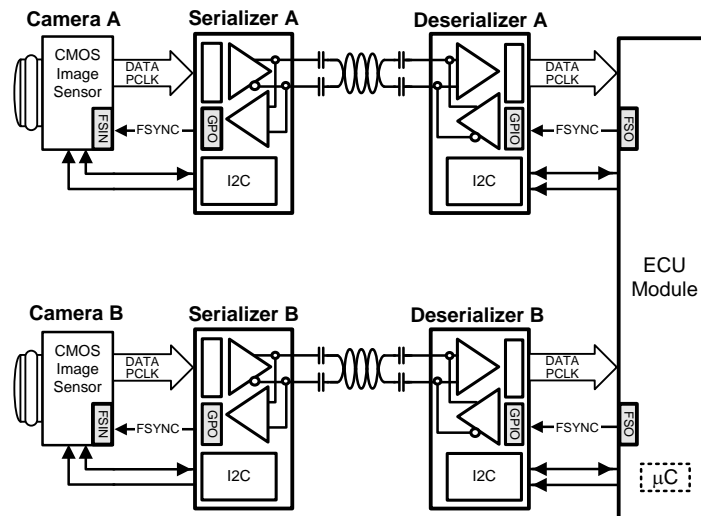 Camera A
Serializer A
Deserializer A
CMOS
Image
Sensor
DATA
PCLK
DATA
PCLK
FSIN
FSYNC
GPO
GPIO
FSYNC
FSO
I2C
I2C
ECU
Module
Camera B
Serializer B
Deserializer B
CMOS
Image
Sensor
DATA
PCLK
DATA
PCLK
FSIN
FSYNC
GPO
GPIO
FSYNC
FSO
I2C
I2C
μC